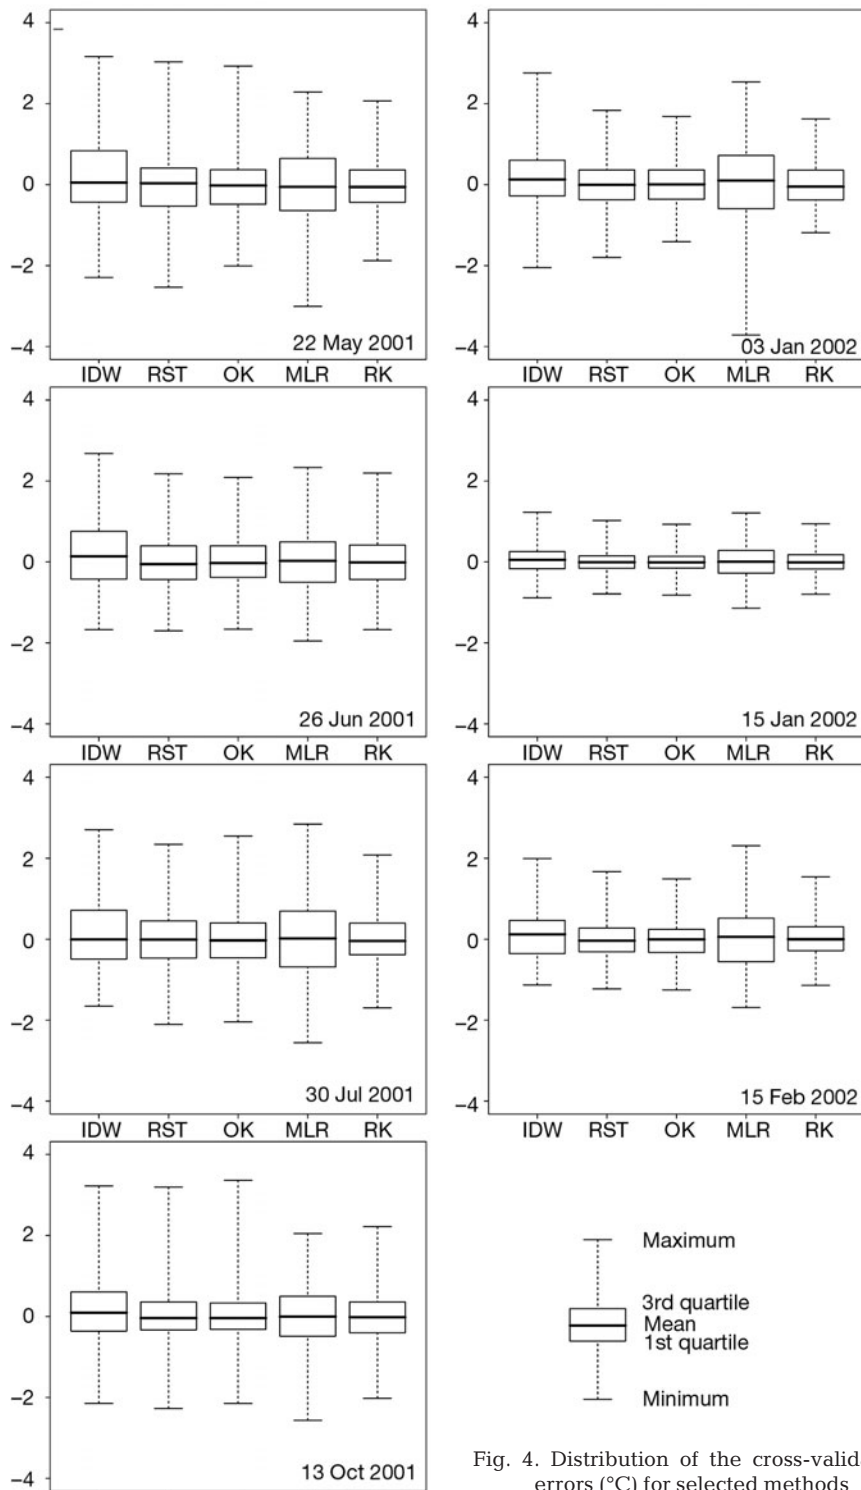 4
2
0
−2
−4
22 May 2001
IDW RST OK MLR RK
4
2
0
−2
−4
26 Jun 2001
IDW RST OK MLR RK
4
2
0
−2
−4
30 Jul 2001
IDW RST OK MLR RK
4
2
0
−2
−4
13 Oct 2001
4
2
0
−2
−4
03 Jan 2002
IDW RST OK MLR RK
4
2
0
−2
−4
15 Jan 2002
IDW RST OK MLR RK
4
2
0
−2
−4
15 Feb 2002
IDW RST OK MLR RK
Maximum
3rd quartile
Mean
1st quartile
Minimum
Fig. 4. Distribution of the cross-valid
errors (°C) for selected methods